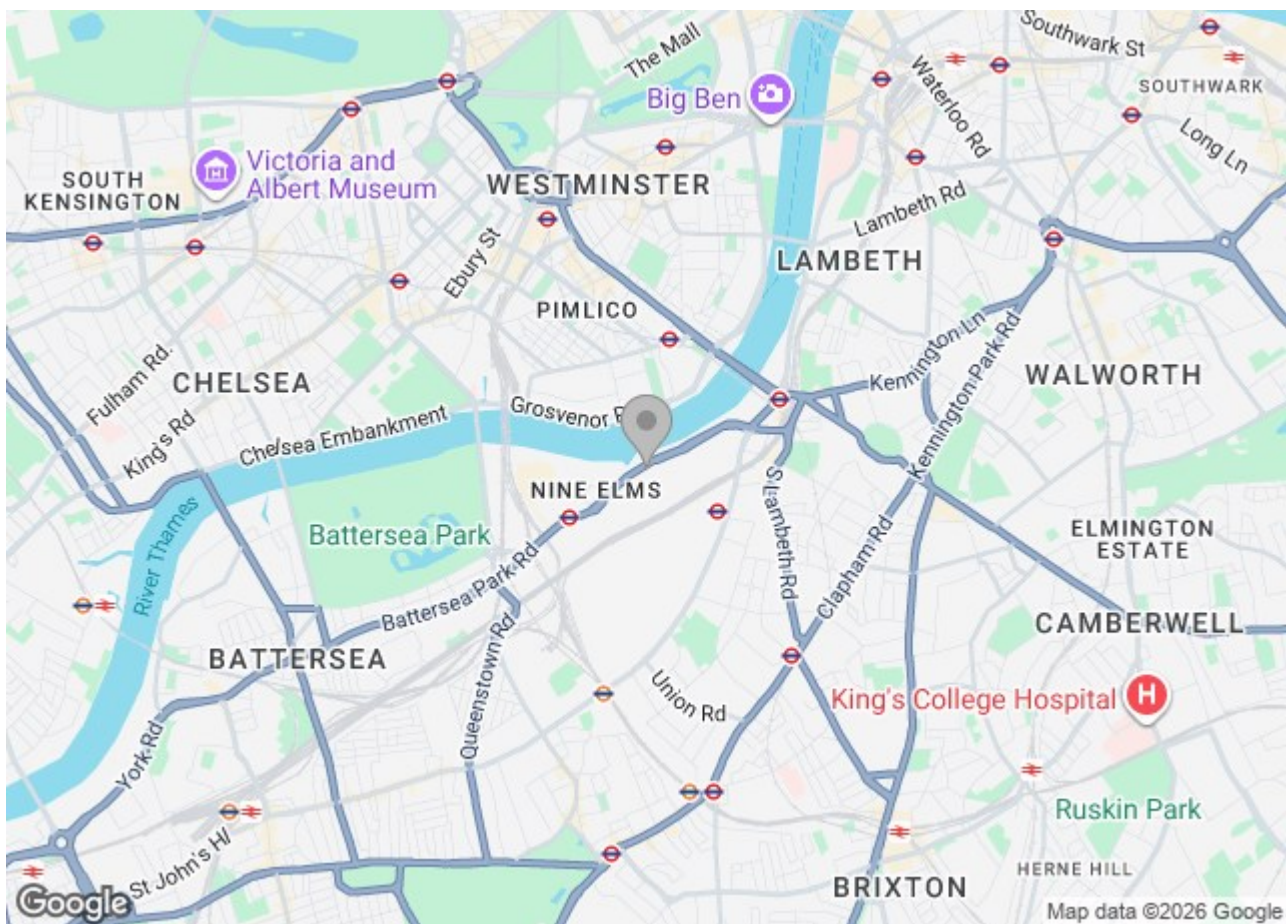 The Mall
Southwark St
Big Ben
Waterloo Rd
SOUTHWARK
Long Ln
Victoria and
Albert Museum
SOUTH
KENSINGTON
WESTMINSTER
Lambeth Rd
Ebury St
LAMBETH
PIMLICO
Kennington Ln
Kennington Park Rd
WALWORTH
CHELSEA
Fulham Rd.
King's Rd
Grosvenor
Chelsea Embankment
NINE ELMS
S Lambeth Rd
Battersea Park
River Thames
Battersea Park Rd
Clapham Rd
ELMINGTON
ESTATE
CAMBERWELL
BATTERSEA
Queenstown Rd
Union Rd
King's College Hospital
H
York Rd
Ruskin Park
St John's H
HERNE HILL
BRIXTON
Google
Map data ©2026 Google